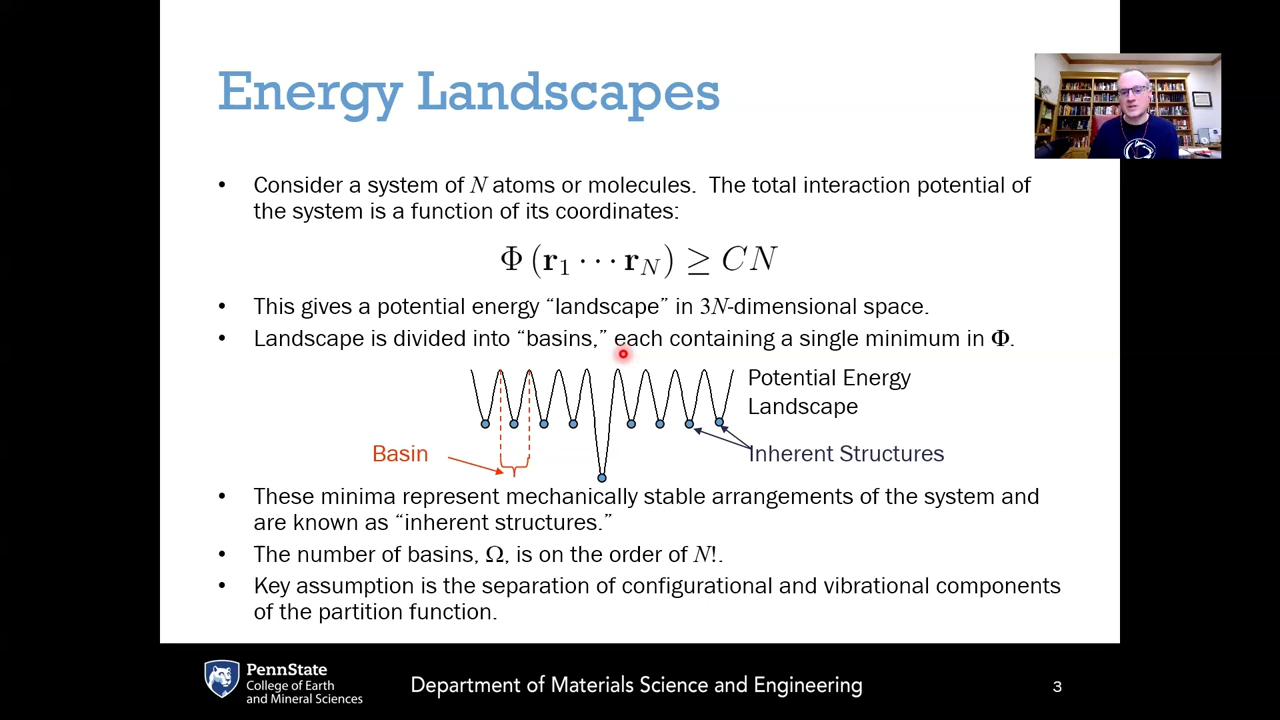 Energy Landscapes
• Consider a system of N atoms or molecules. The total interaction potential of
the system is a function of its coordinates:
Φ (r₁ ⋯ r_N) ≥ CN
• This gives a potential energy “landscape” in 3N-dimensional space.
• Landscape is divided into “basins,” each containing a single minimum in Φ.
Potential Energy
Landscape
Basin
Inherent Structures
• These minima represent mechanically stable arrangements of the system and
are known as “inherent structures.”
• The number of basins, Ω, is on the order of N!.
• Key assumption is the separation of configurational and vibrational components
of the partition function.
PennState
College of Earth
and Mineral Sciences
Department of Materials Science and Engineering
3